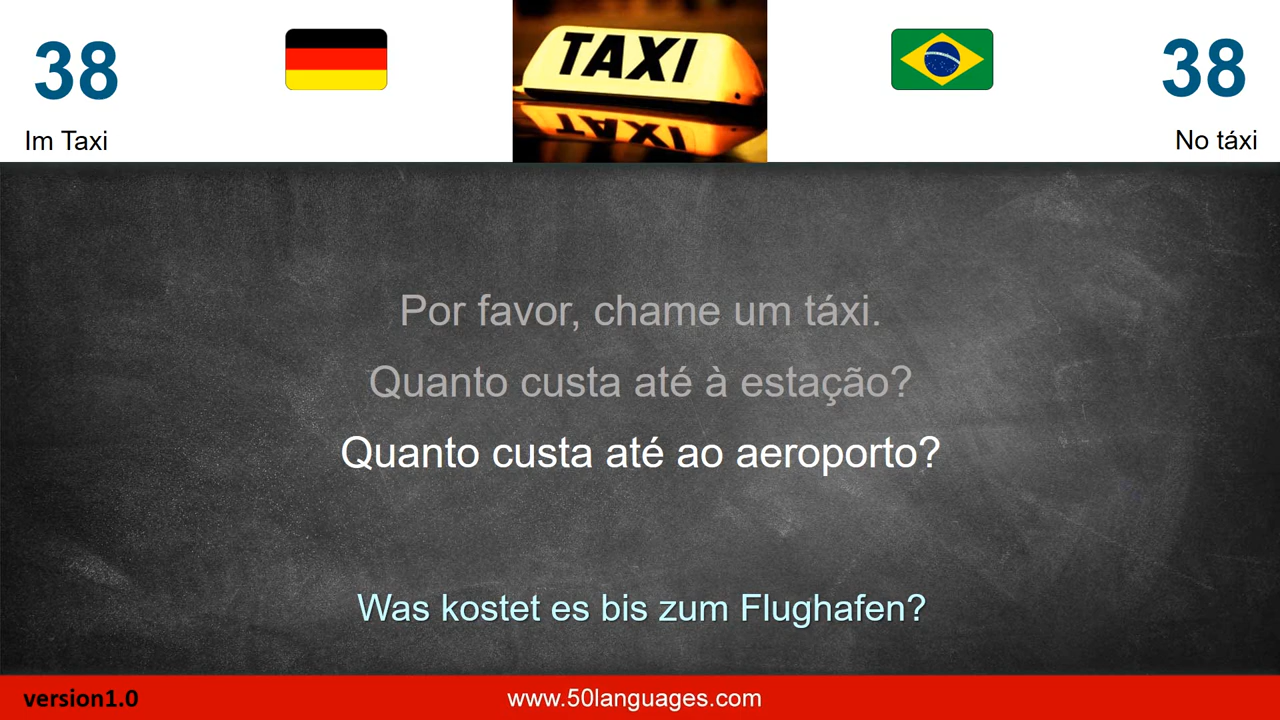 38
Im Taxi
TAXI
38
No táxi
Por favor, chame um táxi.
Quanto custa até à estação?
Quanto custa até ao aeroporto?
Was kostet es bis zum Flughafen?
version1.0
www.50languages.com